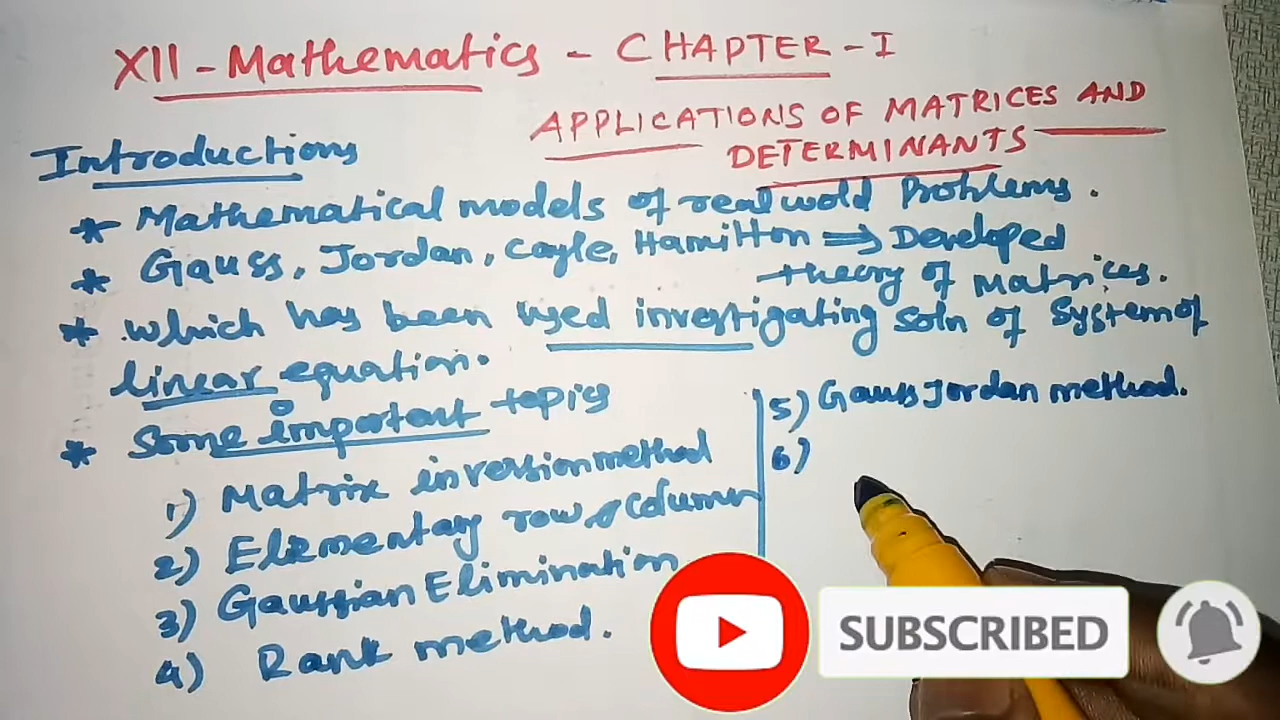 XII - Mathematics - CHAPTER - I
APPLICATIONS OF MATRICES AND
DETERMINANTS
Introductions
* Mathematical models of real wold Problems.
* Gauss, Jordan, Cayle, Hamilton ⇒ Developed
theory of Matrices.
* which has been used investigating soln of System of
linear equation.
* Some important topics
1) Matrix inversion method
2) Elementary row & column
3) Gaussian Elimination
4) Rank method.
5) Gauss Jordan method.
6)
SUBSCRIBED